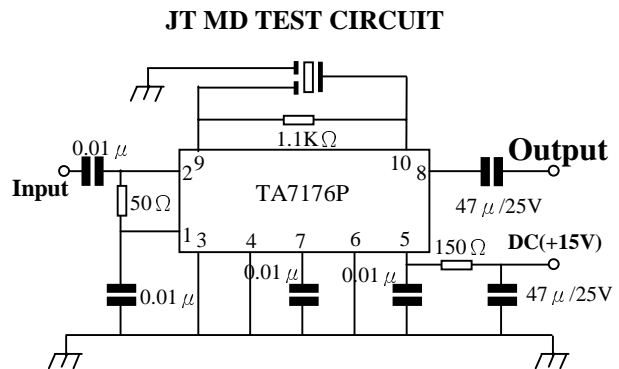 JT MD TEST CIRCUIT
1.1KΩ
0.01 μ
9
10
2
8
Output
Input
50Ω
TA7176P
47 μ/25V
1
3
4
7
6
5
150Ω
DC(+15V)
0.01 μ
0.01 μ
0.01 μ
47 μ/25V